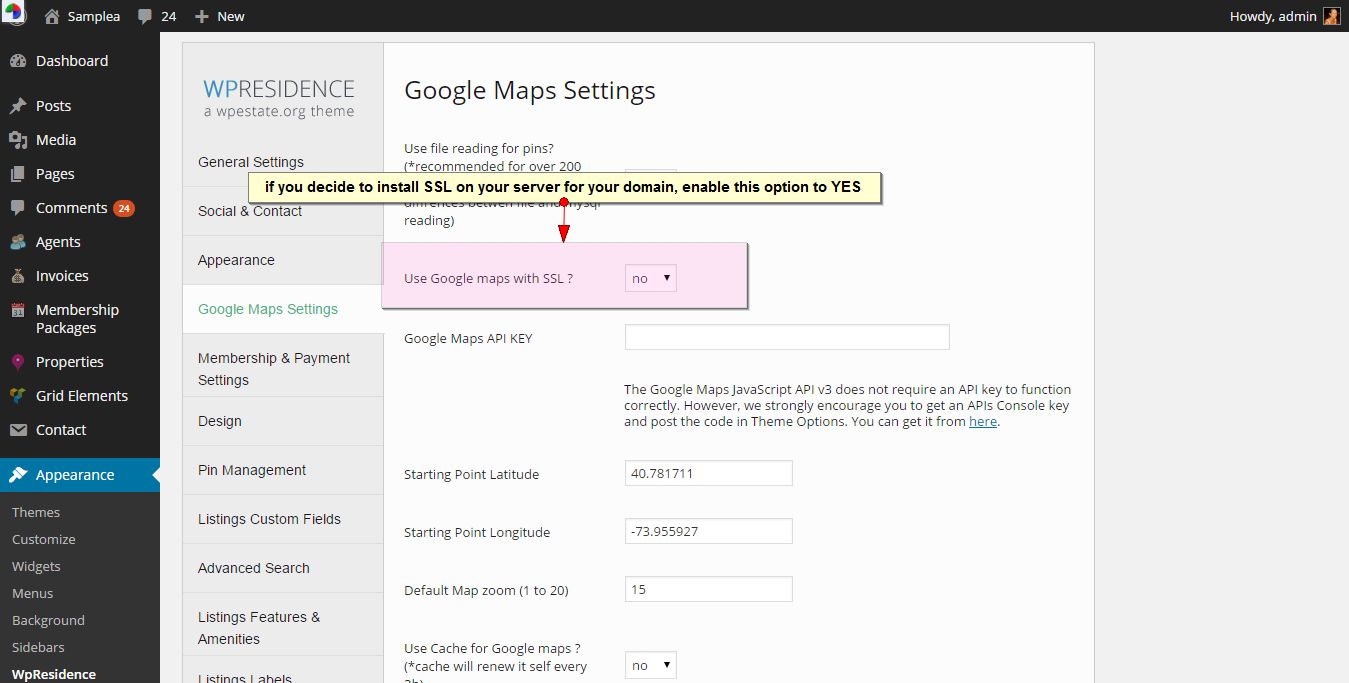 Samplea 24 New
Howdy, admin
Dashboard
Posts
Media
Pages
Comments 24
Agents
Invoices
Membership
Packages
Properties
Grid Elements
Contact
Appearance
Themes
Customize
Widgets
Menus
Background
Sidebars
WpResidence
WPRESIDENCE
a wpestate.org theme
General Settings
Social & Contact
Appearance
Google Maps Settings
Membership & Payment
Settings
Design
Pin Management
Listings Custom Fields
Advanced Search
Listings Features &
Amenities
Listings Labels
Google Maps Settings
Use file reading for pins?
(*recommended for over 200
if you decide to install SSL on your server for your domain, enable this option to YES
difrences betwen file and mysql
reading)
Use Google maps with SSL ? no
Google Maps API KEY
The Google Maps JavaScript API v3 does not require an API key to function
correctly. However, we strongly encourage you to get an APIs Console key
and post the code in Theme Options. You can get it from here.
Starting Point Latitude 40.781711
Starting Point Longitude -73.955927
Default Map zoom (1 to 20) 15
Use Cache for Google maps ?
(*cache will renew it self every
no